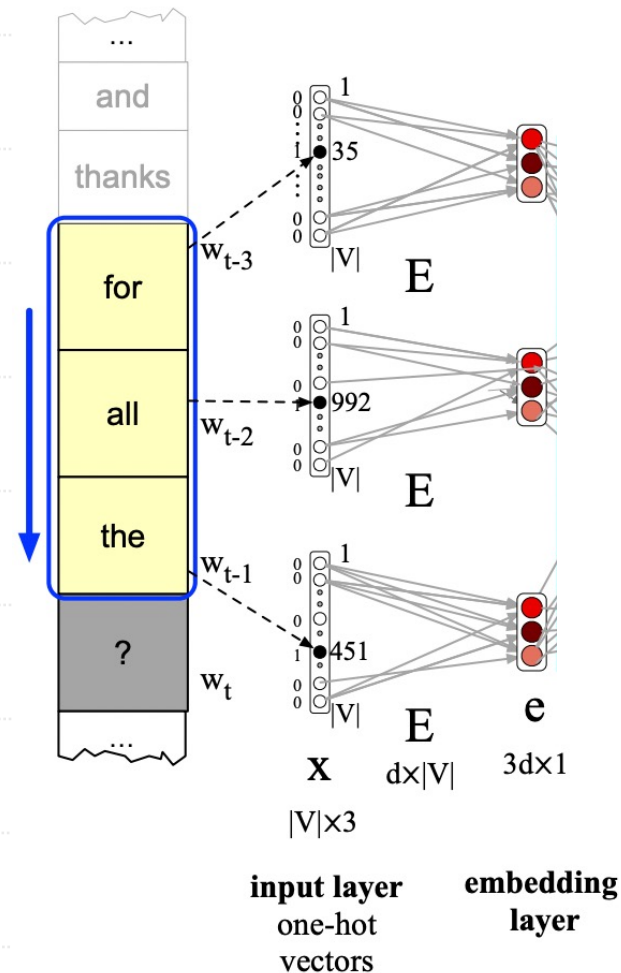 ...
and
thanks
for
all
the
?
...
w_{t-3}
w_{t-2}
w_{t-1}
w_t
1
0
0
:
1
35
:
0
0
|V|
E
1
0
0
0
1
992
0
0
|V|
E
1
0
0
0
1
451
0
0
|V|
E
e
x
d×|V|
3d×1
|V|×3
input layer
one-hot
vectors
embedding
layer